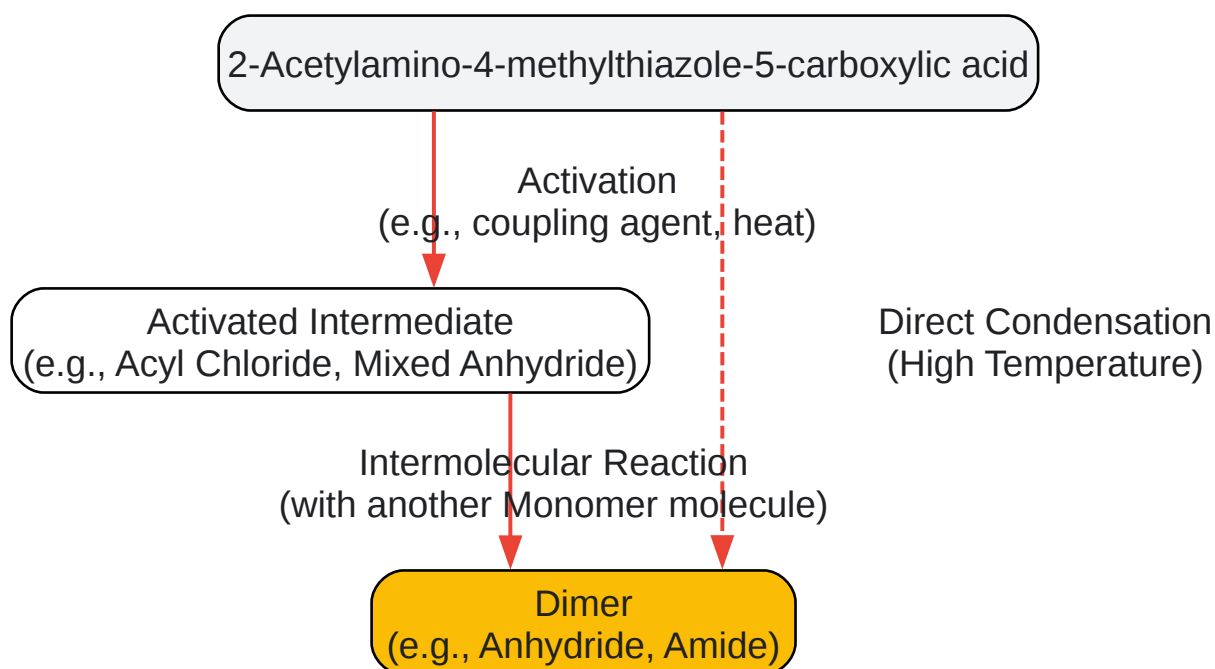 2-Acetylamino-4-methylthiazole-5-carboxylic acid
Activation
(e.g., coupling agent, heat)
Activated Intermediate
(e.g., Acyl Chloride, Mixed Anhydride)
Direct Condensation
(High Temperature)
Intermolecular Reaction
(with another Monomer molecule)
Dimer
(e.g., Anhydride, Amide)